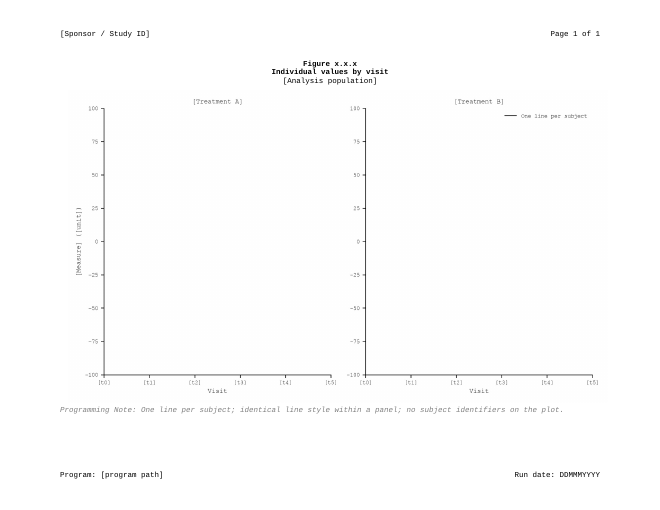 [Sponsor / Study ID] Page 1 of 1
Figure x.x.x
Individual values by visit
[Analysis population]
[Treatment A] [Treatment B]
One line per subject
100 100
75 75
50 50
25 25
0 0
−25 −25
−50 −50
−75 −75
−100 −100
[Measure] ([unit])
[t0] [t1] [t2] [t3] [t4] [t5] [t0] [t1] [t2] [t3] [t4] [t5]
Visit Visit
Programming Note: One line per subject; identical line style within a panel; no subject identifiers on the plot.
Program: [program path] Run date: DDMMMYYYY